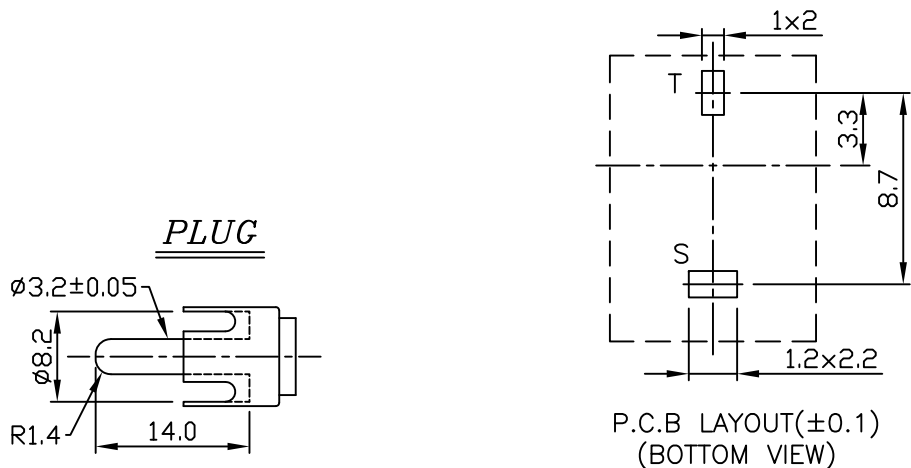 PLUG
ø3.2±0.05
ø8.2
R1.4
14.0
1x2
T
3.3
8.7
S
1.2x2.2
P.C.B LAYOUT(±0.1)
(BOTTOM VIEW)